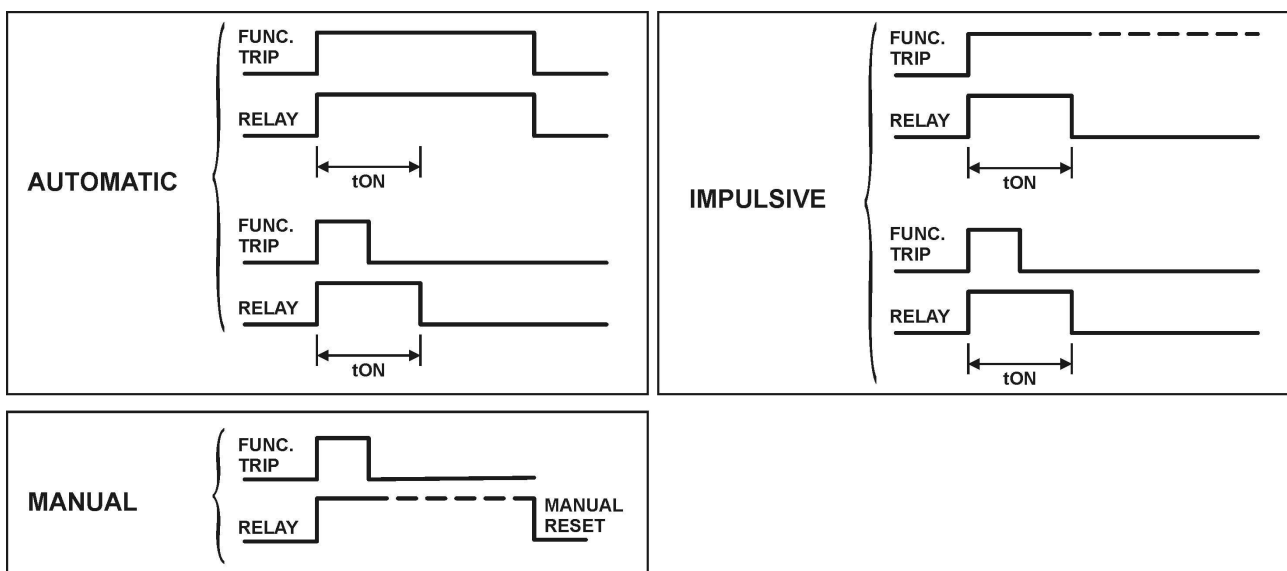 AUTOMATIC
FUNC.
TRIP
RELAY
tON
FUNC.
TRIP
RELAY
tON
IMPULSIVE
FUNC.
TRIP
RELAY
tON
FUNC.
TRIP
RELAY
tON
MANUAL
FUNC.
TRIP
RELAY
MANUAL
RESET